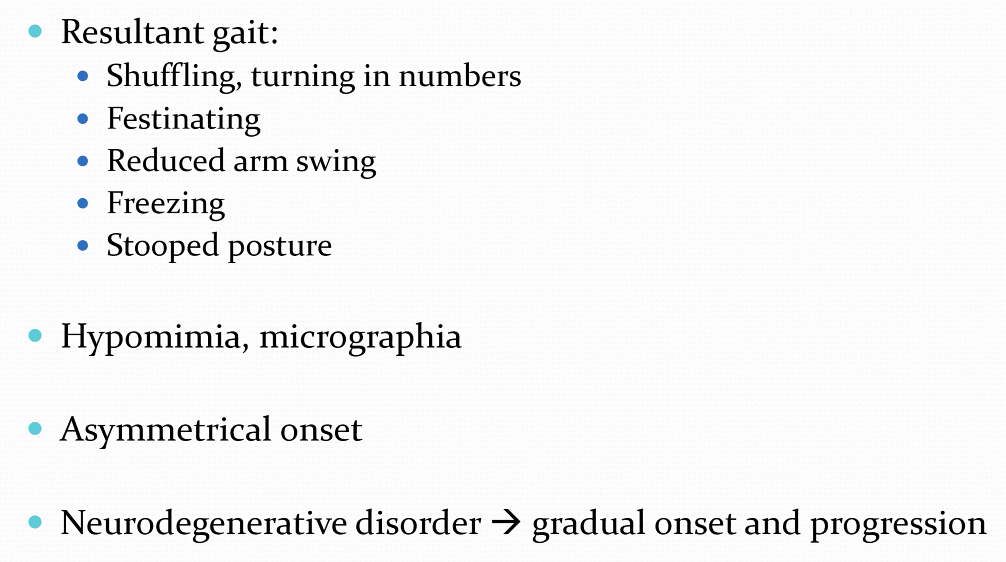 Resultant gait:
Shuffling, turning in numbers
Festinating
Reduced arm swing
Freezing
Stooped posture
Hypomimia, micrographia
Asymmetrical onset
Neurodegenerative disorder → gradual onset and progression